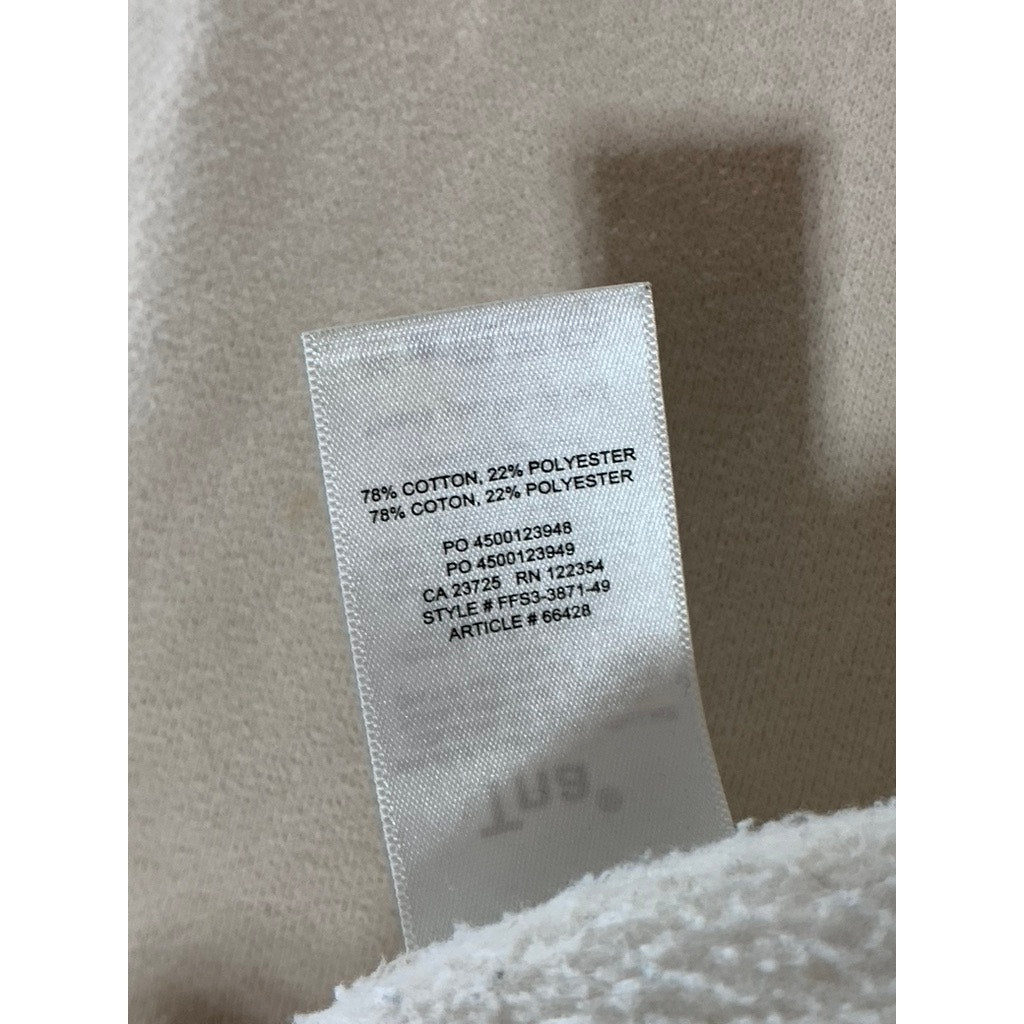 78% COTTON, 22% POLYESTER
78% COTON, 22% POLYESTER
PO 4500123948
PO 4500123949
CA 23725 RN 122354
STYLE # FFS3-3871-49
ARTICLE # 66428
Tna®